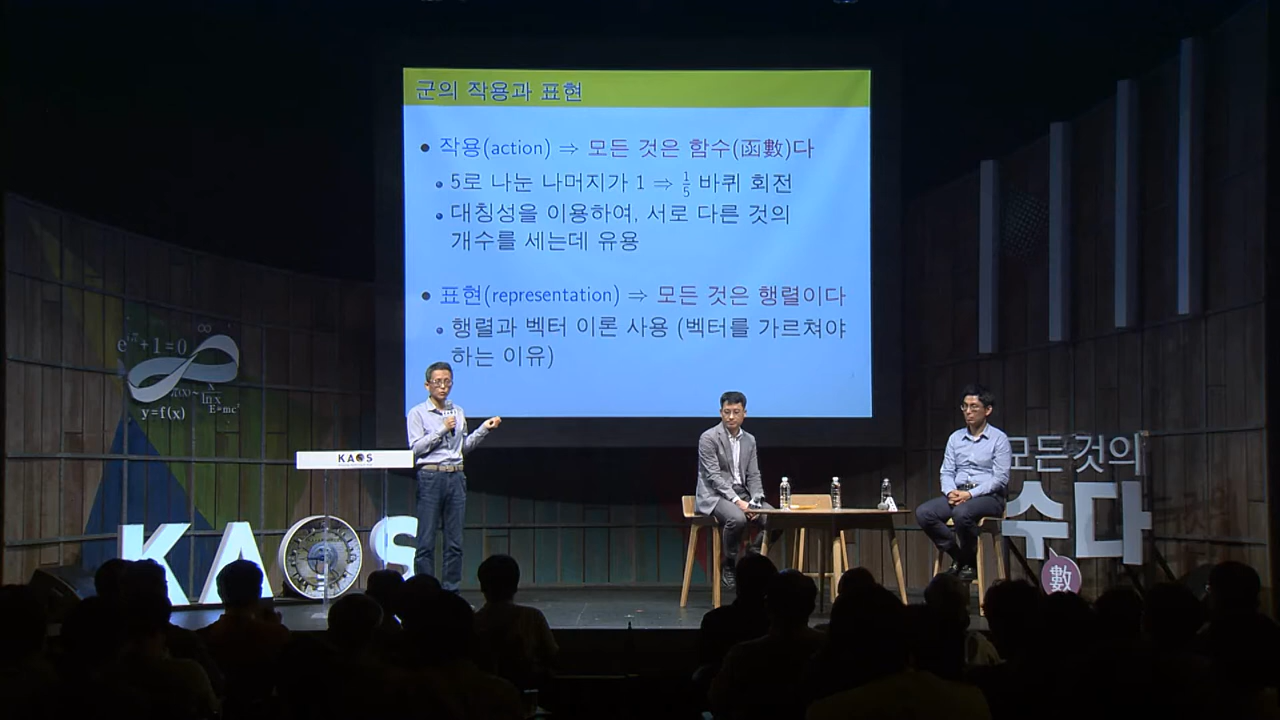 군의 작용과 표현
• 작용(action) ⇒ 모든 것은 함수(函數)다
• 5로 나눈 나머지가 1 ⇒ 1/5 바퀴 회전
• 대칭성을 이용하여, 서로 다른 것의
개수를 세는데 유용
• 표현(representation) ⇒ 모든 것은 행렬이다
• 행렬과 벡터 이론 사용 (벡터를 가르쳐야
하는 이유)
∞
e^iπ+1=0
y=f(x)
E=mc²
KAOS
KAOS
모든것의
수다
數